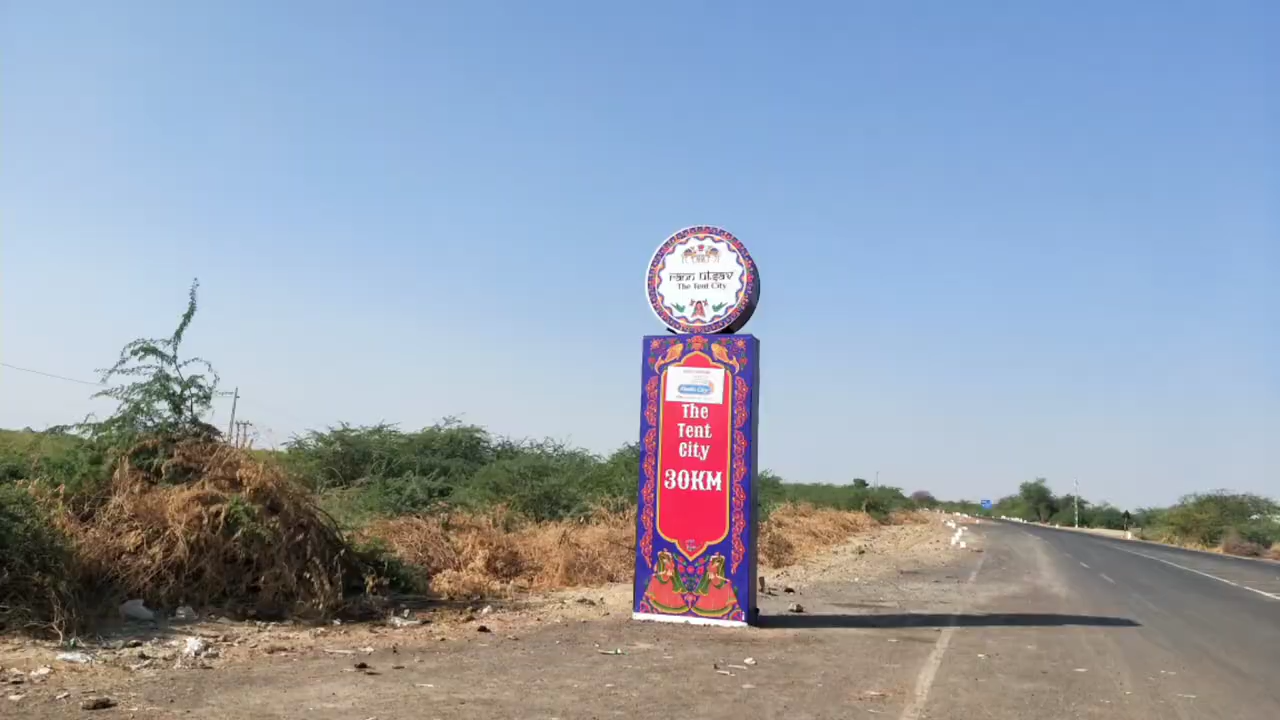 rann utsav
The Tent City
The
Tent
City
30KM